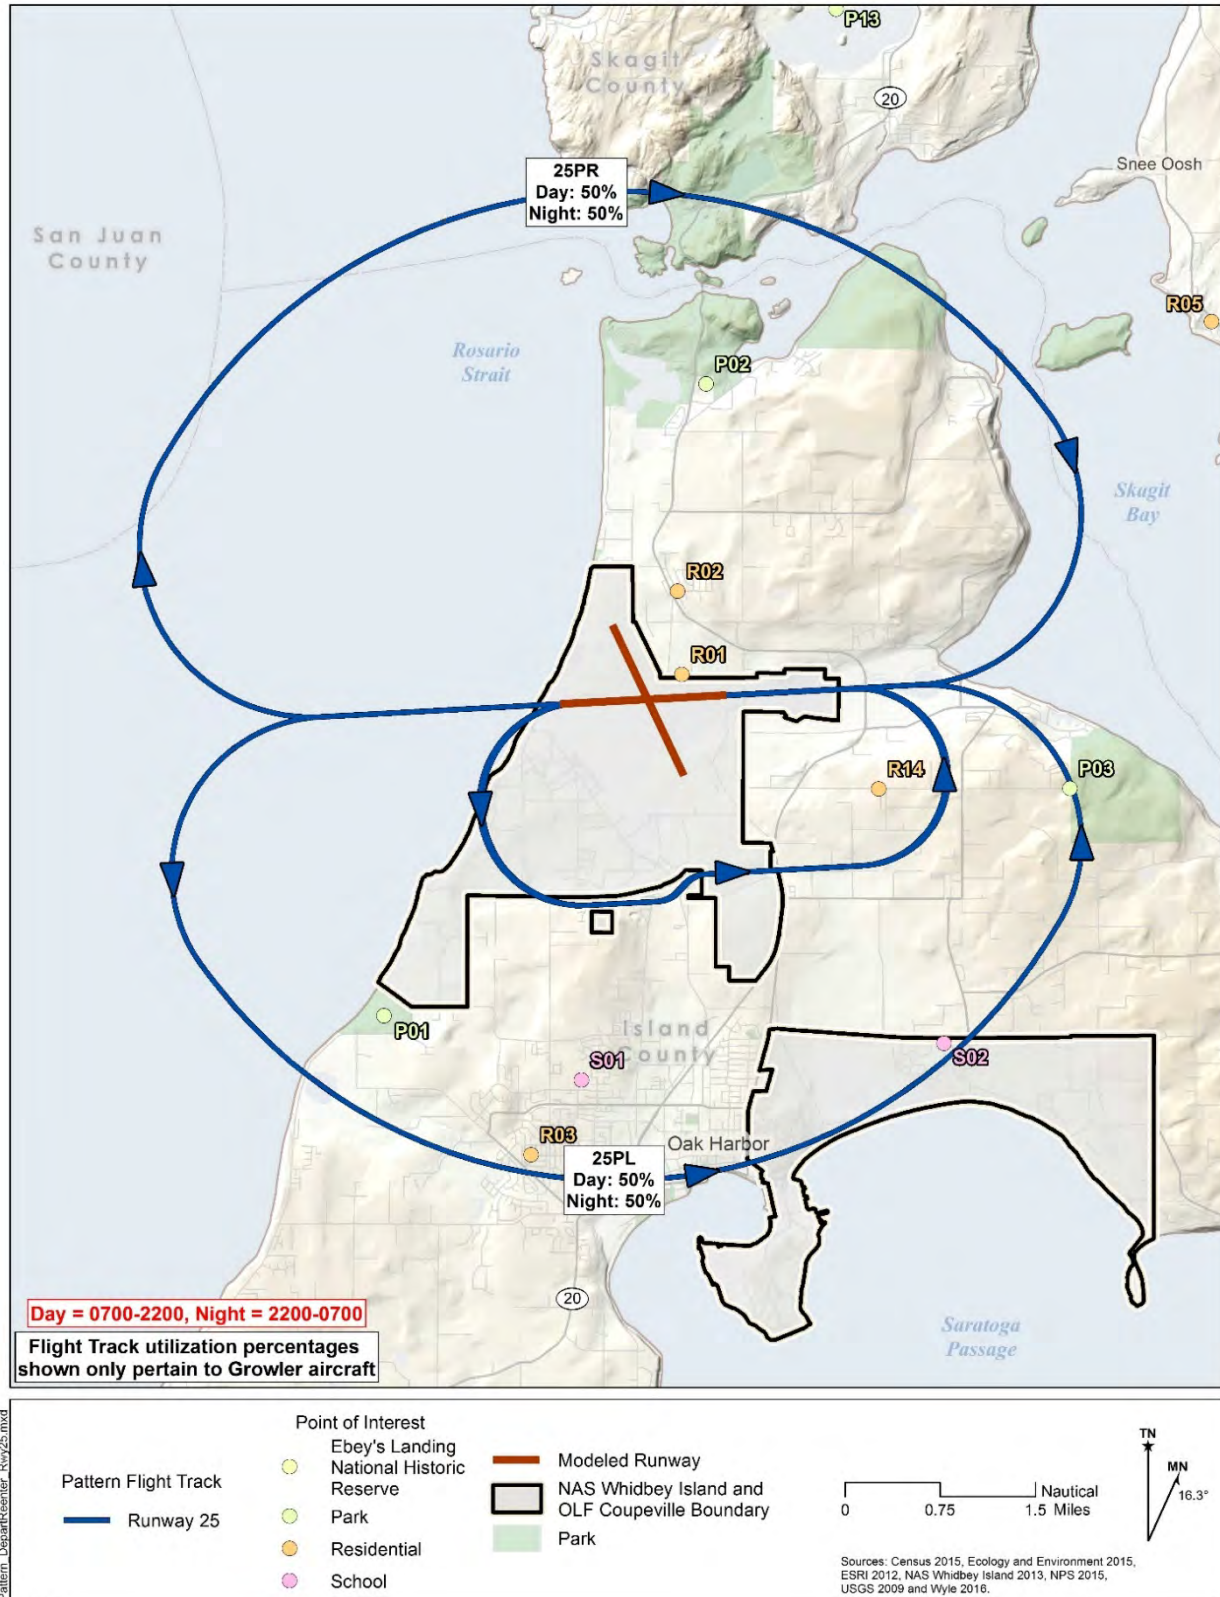 P13
Skagit
County
20
Snee Oosh
25PR
Day: 50%
Night: 50%
San Juan
County
R05
Rosario
Strait
P02
Skagit
Bay
R02
R01
R14
P03
P01
Island
County
S01
S02
R03
Oak Harbor
25PL
Day: 50%
Night: 50%
20
Day = 0700-2200, Night = 2200-0700
Saratoga
Passage
Flight Track utilization percentages
shown only pertain to Growler aircraft
Pattern_DepartReenter_Rwy25.mxd
Pattern Flight Track
Runway 25
Point of Interest
Ebey's Landing
National Historic
Reserve
Park
Residential
School
Modeled Runway
NAS Whidbey Island and
OLF Coupeville Boundary
Park
Nautical
0 0.75 1.5 Miles
TN
MN
16.3°
Sources: Census 2015, Ecology and Environment 2015,
ESRI 2012, NAS Whidbey Island 2013, NPS 2015,
USGS 2009 and Wyle 2016.